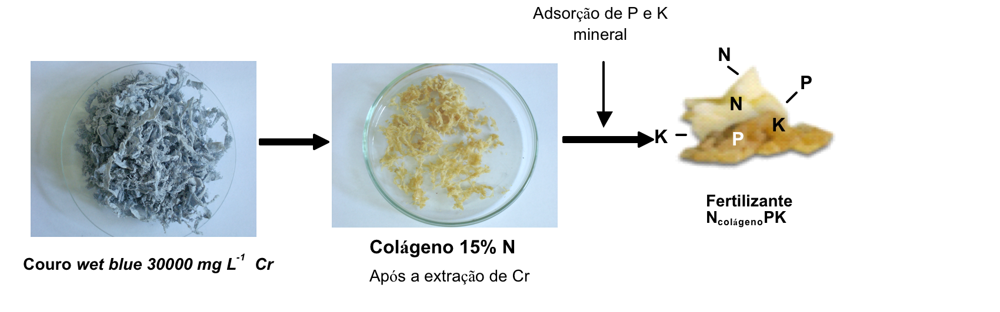 Adsorção de P e K
mineral
N
P
N
K
K
P
Fertilizante
NcolágenoPK
Colágeno 15% N
Após a extração de Cr
Couro wet blue 30000 mg L-1 Cr